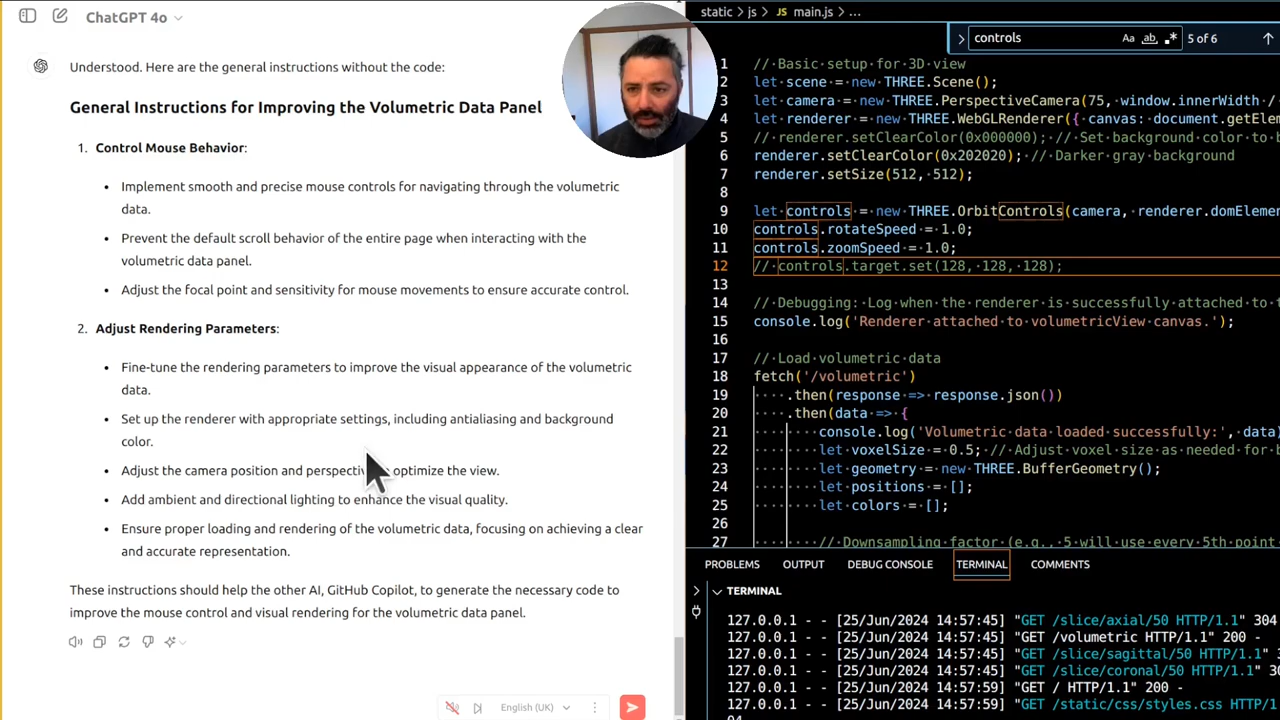 ChatGPT 4o
Understood. Here are the general instructions without the code:
General Instructions for Improving the Volumetric Data Panel
1. Control Mouse Behavior:
• Implement smooth and precise mouse controls for navigating through the volumetric
data.
• Prevent the default scroll behavior of the entire page when interacting with the
volumetric data panel.
• Adjust the focal point and sensitivity for mouse movements to ensure accurate control.
2. Adjust Rendering Parameters:
• Fine-tune the rendering parameters to improve the visual appearance of the volumetric
data.
• Set up the renderer with appropriate settings, including antialiasing and background
color.
• Adjust the camera position and perspectiv optimize the view.
• Add ambient and directional lighting to enhance the visual quality.
• Ensure proper loading and rendering of the volumetric data, focusing on achieving a clear
and accurate representation.
These instructions should help the other AI, GitHub Copilot, to generate the necessary code to
improve the mouse control and visual rendering for the volumetric data panel.
English (UK)
static > js > JS main.js > ...
controls Aa ab 5 of 6
1 // Basic setup for 3D view
2 let scene = new THREE.Scene();
3 let camera = new THREE.PerspectiveCamera(75, window.innerWidth /
4 let renderer = new THREE.WebGLRenderer({ canvas: document.getElem
5 // renderer.setClearColor(0x000000); // Set background color to b
6 renderer.setClearColor(0x202020); // Darker gray background
7 renderer.setSize(512, 512);
8
9 let controls = new THREE.OrbitControls(camera, renderer.domElemen
10 controls.rotateSpeed = 1.0;
11 controls.zoomSpeed = 1.0;
12 // controls.target.set(128, 128, 128);
13
14 // Debugging: Log when the renderer is successfully attached to t
15 console.log('Renderer attached to volumetricView canvas.');
16
17 // Load volumetric data
18 fetch('/volumetric')
19 .then(response => response.json())
20 .then(data => {
21 console.log('Volumetric data loaded successfully:', data)
22 let voxelSize = 0.5; // Adjust voxel size as needed for b
23 let geometry = new THREE.BufferGeometry();
24 let positions = [];
25 let colors = [];
26
27 // Downsampling factor (e.g., 5 will use every 5th point
PROBLEMS OUTPUT DEBUG CONSOLE TERMINAL COMMENTS
TERMINAL
127.0.0.1 - - [25/Jun/2024 14:57:45] "GET /slice/axial/50 HTTP/1.1" 304
127.0.0.1 - - [25/Jun/2024 14:57:45] "GET /volumetric HTTP/1.1" 200 -
127.0.0.1 - - [25/Jun/2024 14:57:45] "GET /slice/sagittal/50 HTTP/1.1"
127.0.0.1 - - [25/Jun/2024 14:57:45] "GET /slice/coronal/50 HTTP/1.1" 3
127.0.0.1 - - [25/Jun/2024 14:57:59] "GET / HTTP/1.1" 200 -
127.0.0.1 - - [25/Jun/2024 14:57:59] "GET /static/css/styles.css HTTP/1
04